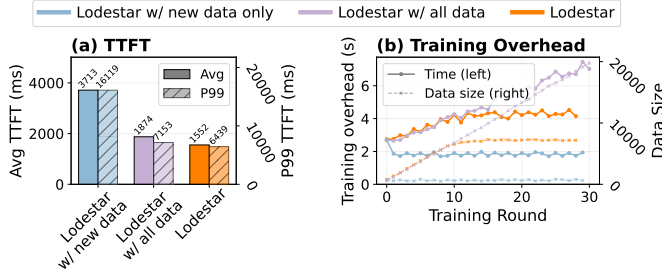 Lodestar w/ new data only
Lodestar w/ all data
Lodestar
(a) TTFT
Avg TTFT (ms)
4000
2000
0
3713
16119
1874
7153
1552
6439
Avg
P99
20000
10000
0
P99 TTFT (ms)
Lodestar
w/ new data
Lodestar
w/ all data
Lodestar
(b) Training Overhead
Training overhead (s)
6
4
2
0
Time (left)
Data size (right)
20000
10000
0
Data Size
0
10
20
30
Training Round